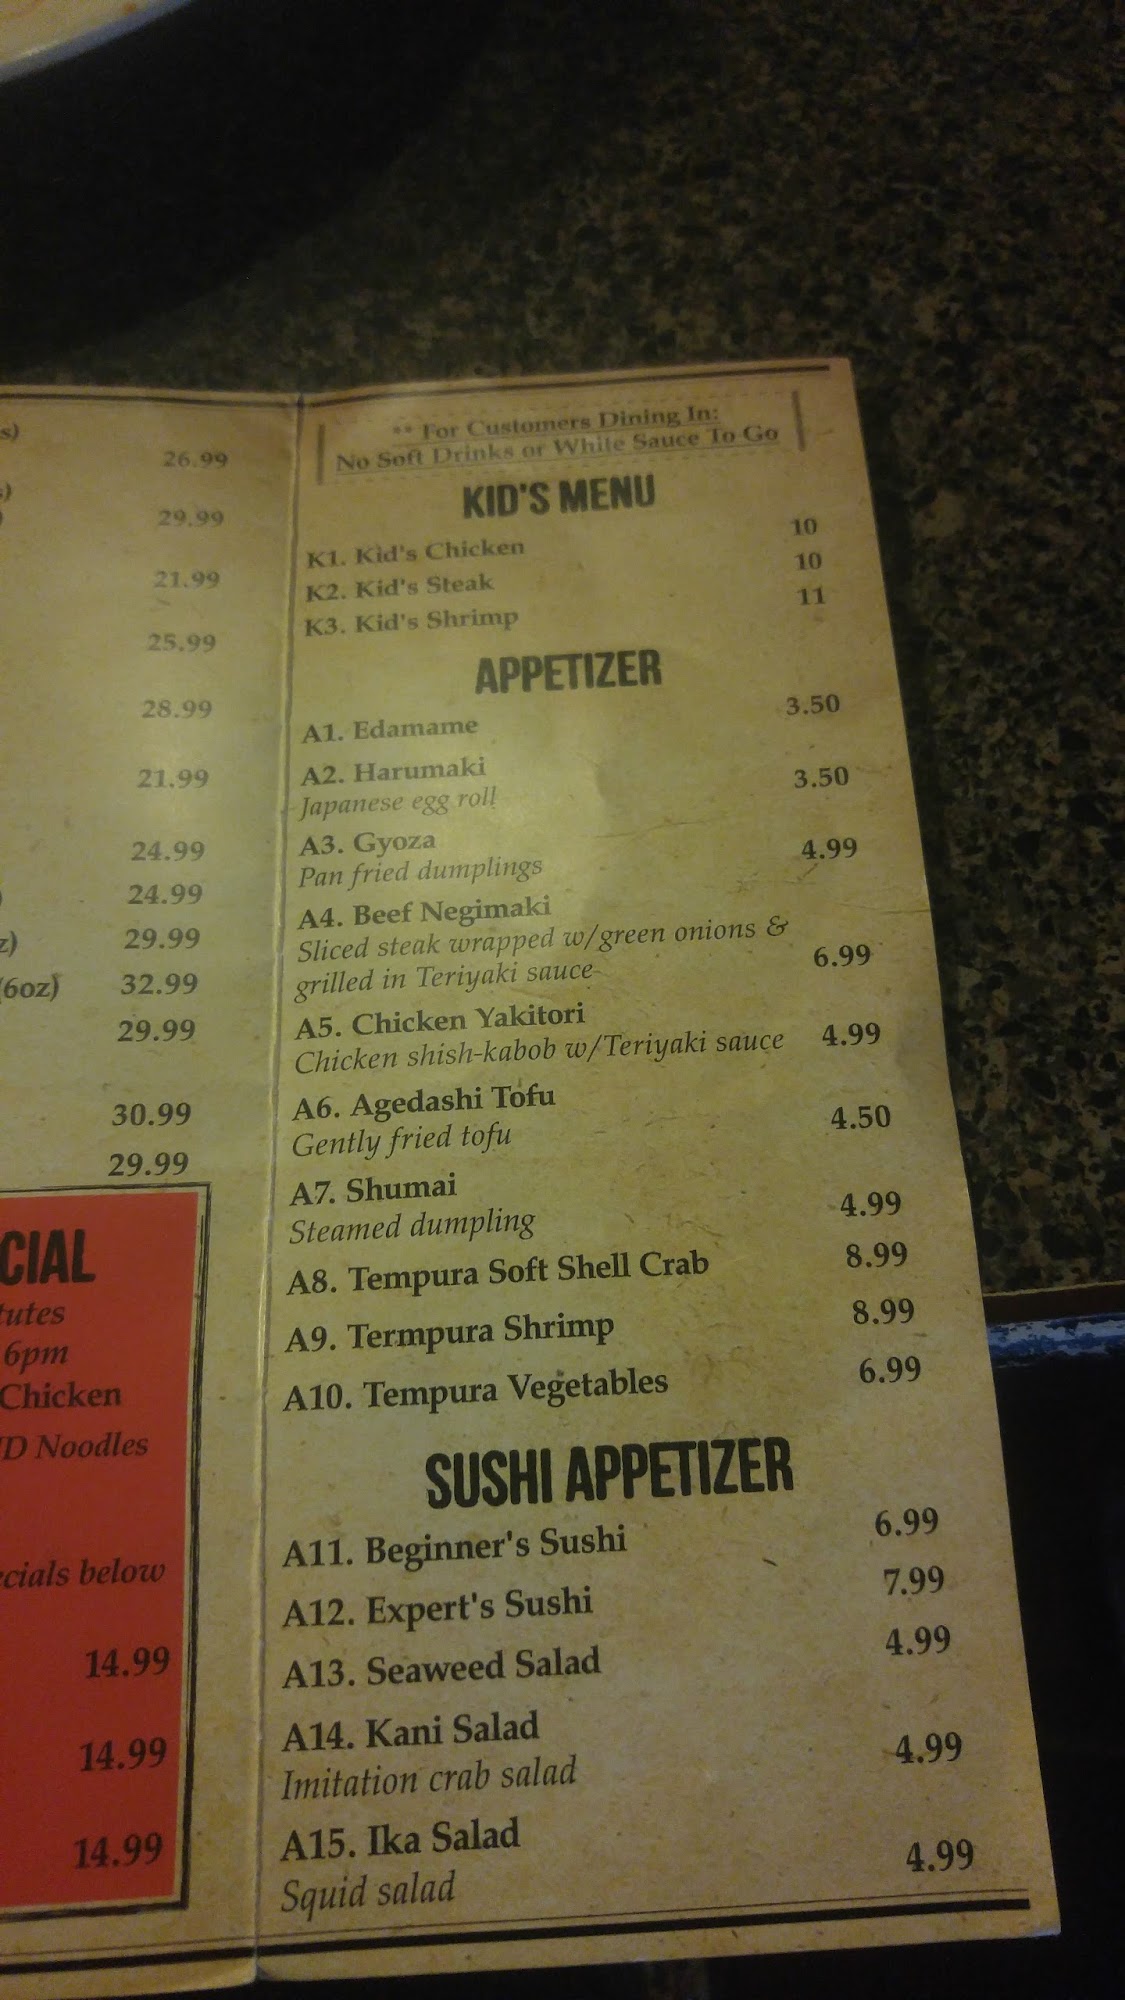 s)
26.99
29.99
21.99
25.99
28.99
21.99
24.99
24.99
z) 29.99
(6oz) 32.99
29.99
30.99
29.99
CIAL
tutes
6pm
Chicken
D Noodles
ecials below
14.99
14.99
14.99
** For Customers Dining In:
No Soft Drinks or White Sauce To Go
KID'S MENU
K1. Kid's Chicken 10
K2. Kid's Steak 10
K3. Kid's Shrimp 11
APPETIZER
A1. Edamame 3.50
A2. Harumaki
Japanese egg roll 3.50
A3. Gyoza
Pan fried dumplings 4.99
A4. Beef Negimaki
Sliced steak wrapped w/green onions &
grilled in Teriyaki sauce 6.99
A5. Chicken Yakitori
Chicken shish-kabob w/Teriyaki sauce 4.99
A6. Agedashi Tofu
Gently fried tofu 4.50
A7. Shumai
Steamed dumpling 4.99
A8. Tempura Soft Shell Crab 8.99
A9. Termpura Shrimp 8.99
A10. Tempura Vegetables 6.99
SUSHI APPETIZER
A11. Beginner's Sushi 6.99
A12. Expert's Sushi 7.99
A13. Seaweed Salad 4.99
A14. Kani Salad
Imitation crab salad 4.99
A15. Ika Salad
Squid salad 4.99